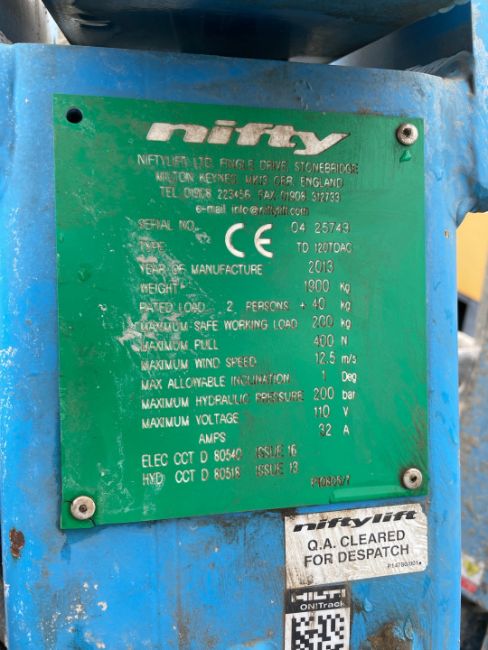 nifty
NIFTYLIFT LTD. FINGLE DRIVE, STONEBRIDGE
MILTON KEYNES MK13 0ER ENGLAND
TEL. 01908 223456 FAX. 01908 312733
e-mail info@niftylift.com
SERIAL NO. CE 04 25743
TYPE TD 120TDAC
YEAR OF MANUFACTURE 2013
WEIGHT 1900 Kg
RATED LOAD 2 PERSONS + 40 kg
MAXIMUM SAFE WORKING LOAD 200 kg
MAXIMUM PULL 400 N
MAXIMUM WIND SPEED 12.5 m/s
MAX ALLOWABLE INCLINATION 1 Deg
MAXIMUM HYDRAULIC PRESSURE 200 bar
MAXIMUM VOLTAGE 110 V
AMPS 32 A
ELEC CCT D 80540 ISSUE 16
HYD CCT D 80518 ISSUE 13
niftylift
Q.A. CLEARED
FOR DESPATCH
HILTI
ON!Track